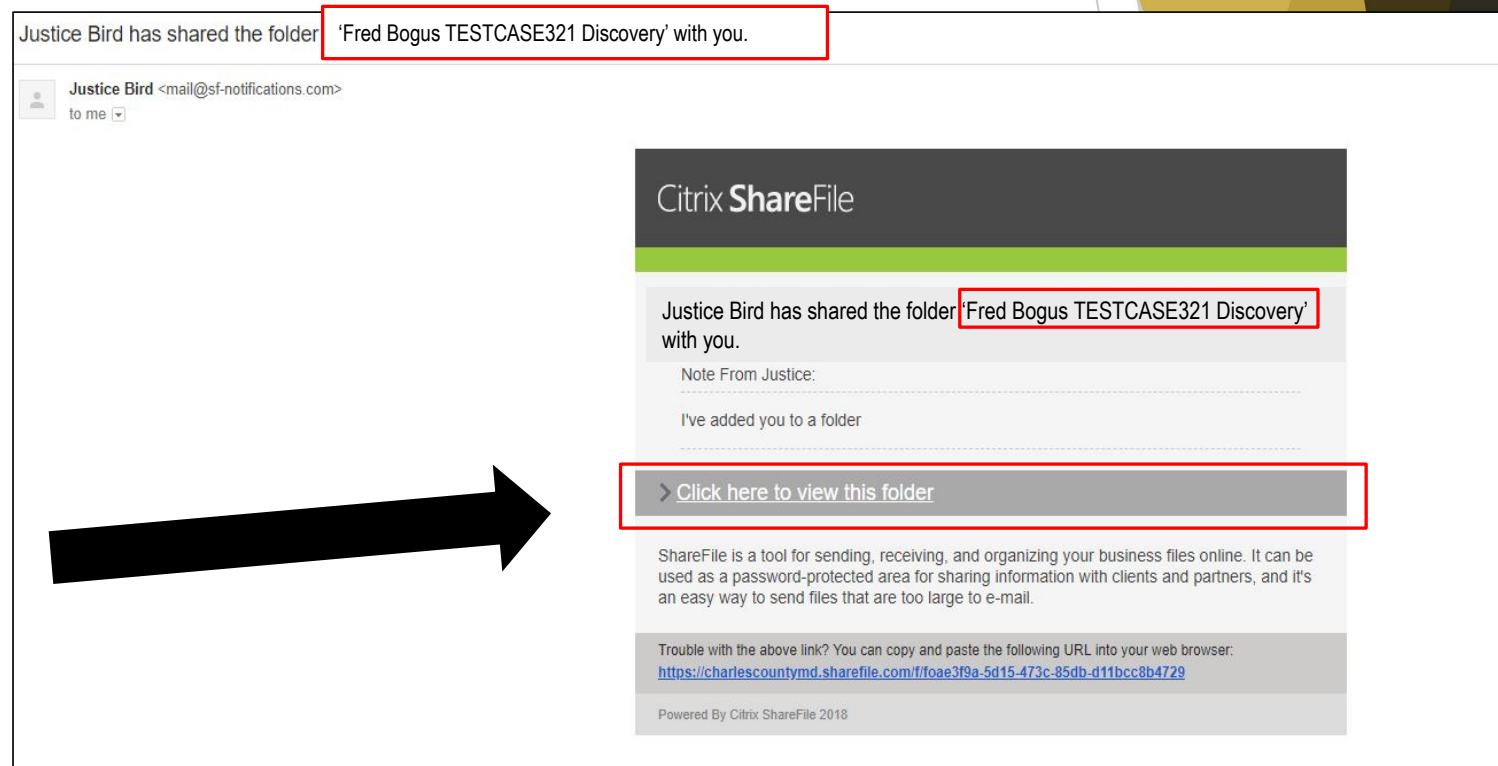 Justice Bird has shared the folder ‘Fred Bogus TESTCASE321 Discovery’ with you.
Justice Bird <mail@sf-notifications.com>
to me
Citrix ShareFile
Justice Bird has shared the folder ‘Fred Bogus TESTCASE321 Discovery’
with you.
Note From Justice:
I've added you to a folder
Click here to view this folder
ShareFile is a tool for sending, receiving, and organizing your business files online. It can be
used as a password-protected area for sharing information with clients and partners, and it's
an easy way to send files that are too large to e-mail.
Trouble with the above link? You can copy and paste the following URL into your web browser:
https://charlescountymd.sharefile.com/f/foae3f9a-5d15-473c-85db-d11bcc8b4729
Powered By Citrix ShareFile 2018